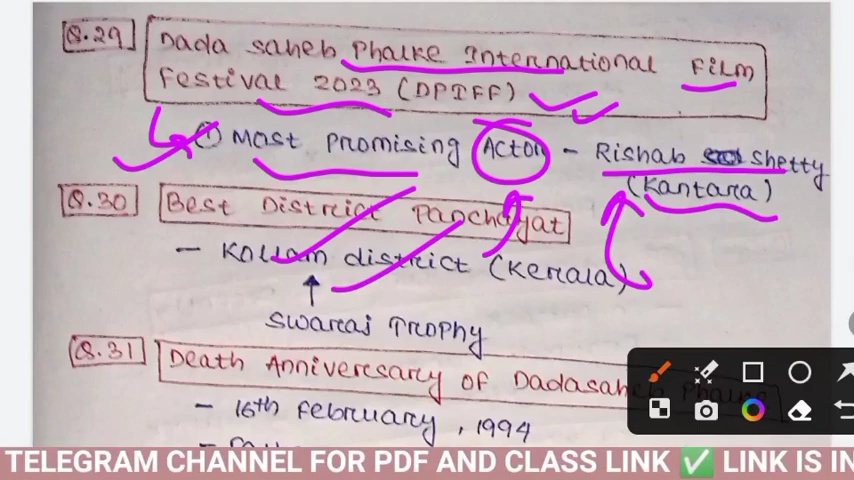 Q.29 Dada saheb Phalke International Film
Festival 2023 (DPIFF)
① Most Promising Actor - Rishab Shetty
(Kantara)
Q.30 Best District Panchayat
- Kollam district (Kerala)
Swaraj Trophy
Q.31 Death Anniversary of Dadasaheb Phalke
- 16th February, 1994
TELEGRAM CHANNEL FOR PDF AND CLASS LINK ✅ LINK IS IN